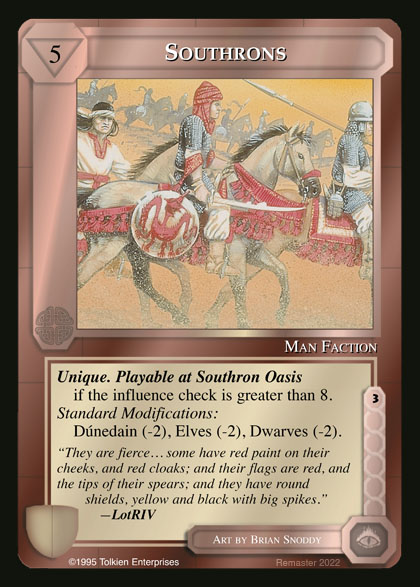 5
SOUTHRONS
MAN FACTION
Unique. Playable at Southron Oasis
if the influence check is greater than 8.
Standard Modifications:
Dúnedain (-2), Elves (-2), Dwarves (-2).
3
“They are fierce… some have red paint on their
cheeks, and red cloaks; and their flags are red, and
the tips of their spears; and they have round
shields, yellow and black with big spikes.”
—LotRIV
ART BY BRIAN SNODDY
©1995 Tolkien Enterprises
Remaster 2022